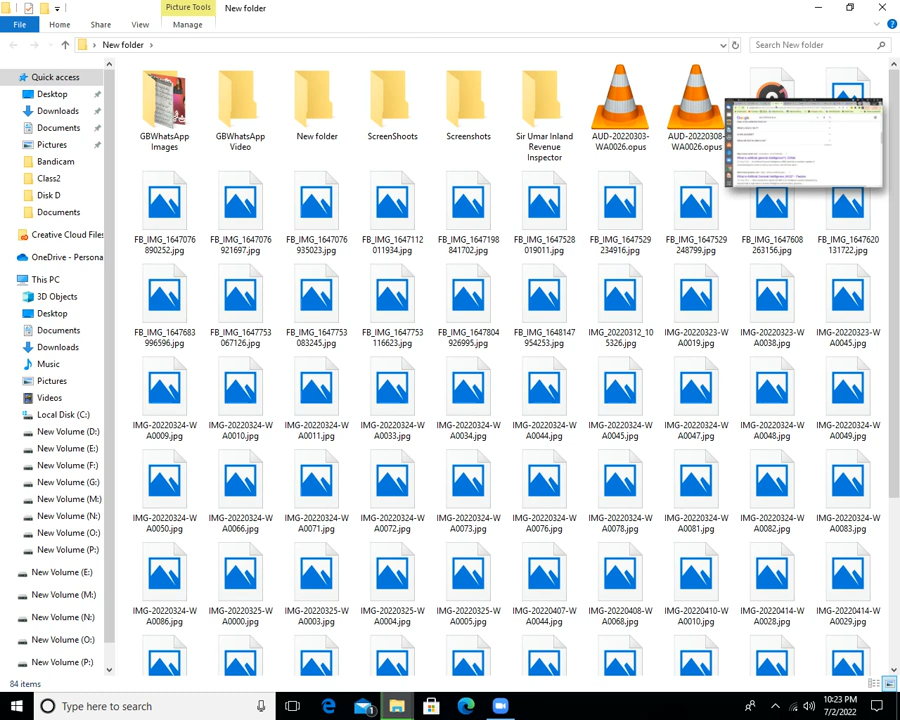 Picture Tools
New folder
File
Home
Share
View
Manage
New folder
Search New folder
Quick access
Desktop
Downloads
Documents
Pictures
Bandicam
Class2
Disk D
Documents
Creative Cloud Files
OneDrive - Persona
This PC
3D Objects
Desktop
Documents
Downloads
Music
Pictures
Videos
Local Disk (C:)
New Volume (D:)
New Volume (E:)
New Volume (F:)
New Volume (G:)
New Volume (M:)
New Volume (N:)
New Volume (O:)
New Volume (P:)
New Volume (E:)
New Volume (M:)
New Volume (N:)
New Volume (O:)
New Volume (P:)
GBWhatsApp
Images
GBWhatsApp
Video
New folder
ScreenShoots
Screenshots
Sir Umar Inland
Revenue
Inspector
AUD-20220303-
WA0026.opus
AUD-20220308-
WA0026.opus
Google
FB_IMG_1647076
890252.jpg
FB_IMG_1647076
921697.jpg
FB_IMG_1647076
935023.jpg
FB_IMG_1647112
011934.jpg
FB_IMG_1647198
841702.jpg
FB_IMG_1647528
019011.jpg
FB_IMG_1647529
234916.jpg
FB_IMG_1647529
248799.jpg
FB_IMG_1647608
263156.jpg
FB_IMG_1647620
131722.jpg
FB_IMG_1647683
996596.jpg
FB_IMG_1647753
067126.jpg
FB_IMG_1647753
083245.jpg
FB_IMG_1647753
116623.jpg
FB_IMG_1647804
926995.jpg
FB_IMG_1648147
954253.jpg
IMG_20220312_10
5326.jpg
IMG-20220323-W
A0019.jpg
IMG-20220323-W
A0038.jpg
IMG-20220323-W
A0045.jpg
IMG-20220324-W
A0009.jpg
IMG-20220324-W
A0010.jpg
IMG-20220324-W
A0011.jpg
IMG-20220324-W
A0033.jpg
IMG-20220324-W
A0034.jpg
IMG-20220324-W
A0044.jpg
IMG-20220324-W
A0045.jpg
IMG-20220324-W
A0047.jpg
IMG-20220324-W
A0048.jpg
IMG-20220324-W
A0049.jpg
IMG-20220324-W
A0050.jpg
IMG-20220324-W
A0066.jpg
IMG-20220324-W
A0071.jpg
IMG-20220324-W
A0072.jpg
IMG-20220324-W
A0073.jpg
IMG-20220324-W
A0076.jpg
IMG-20220324-W
A0078.jpg
IMG-20220324-W
A0081.jpg
IMG-20220324-W
A0082.jpg
IMG-20220324-W
A0083.jpg
IMG-20220324-W
A0086.jpg
IMG-20220325-W
A0000.jpg
IMG-20220325-W
A0003.jpg
IMG-20220325-W
A0004.jpg
IMG-20220325-W
A0005.jpg
IMG-20220407-W
A0044.jpg
IMG-20220408-W
A0068.jpg
IMG-20220410-W
A0010.jpg
IMG-20220414-W
A0028.jpg
IMG-20220414-W
A0029.jpg
84 items
Type here to search
1
10:23 PM
7/2/2022